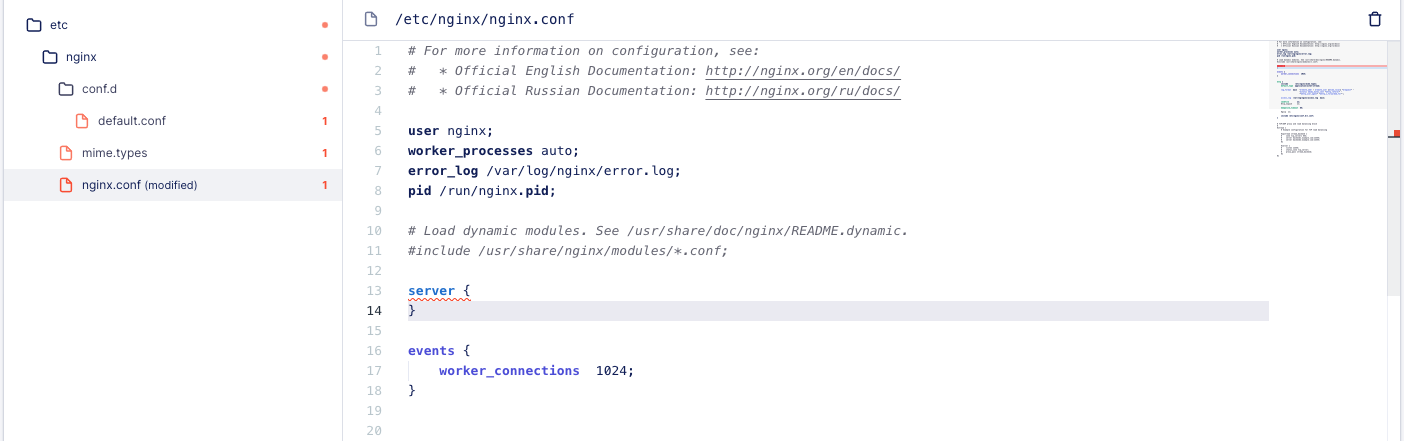 etc
nginx
conf.d
default.conf 1
mime.types 1
nginx.conf (modified) 1
/etc/nginx/nginx.conf
1 # For more information on configuration, see:
2 #   * Official English Documentation: http://nginx.org/en/docs/
3 #   * Official Russian Documentation: http://nginx.org/ru/docs/
4
5 user nginx;
6 worker_processes auto;
7 error_log /var/log/nginx/error.log;
8 pid /run/nginx.pid;
9
10 # Load dynamic modules. See /usr/share/doc/nginx/README.dynamic.
11 #include /usr/share/nginx/modules/*.conf;
12
13 server {
14 }
15
16 events {
17     worker_connections  1024;
18 }
19
20